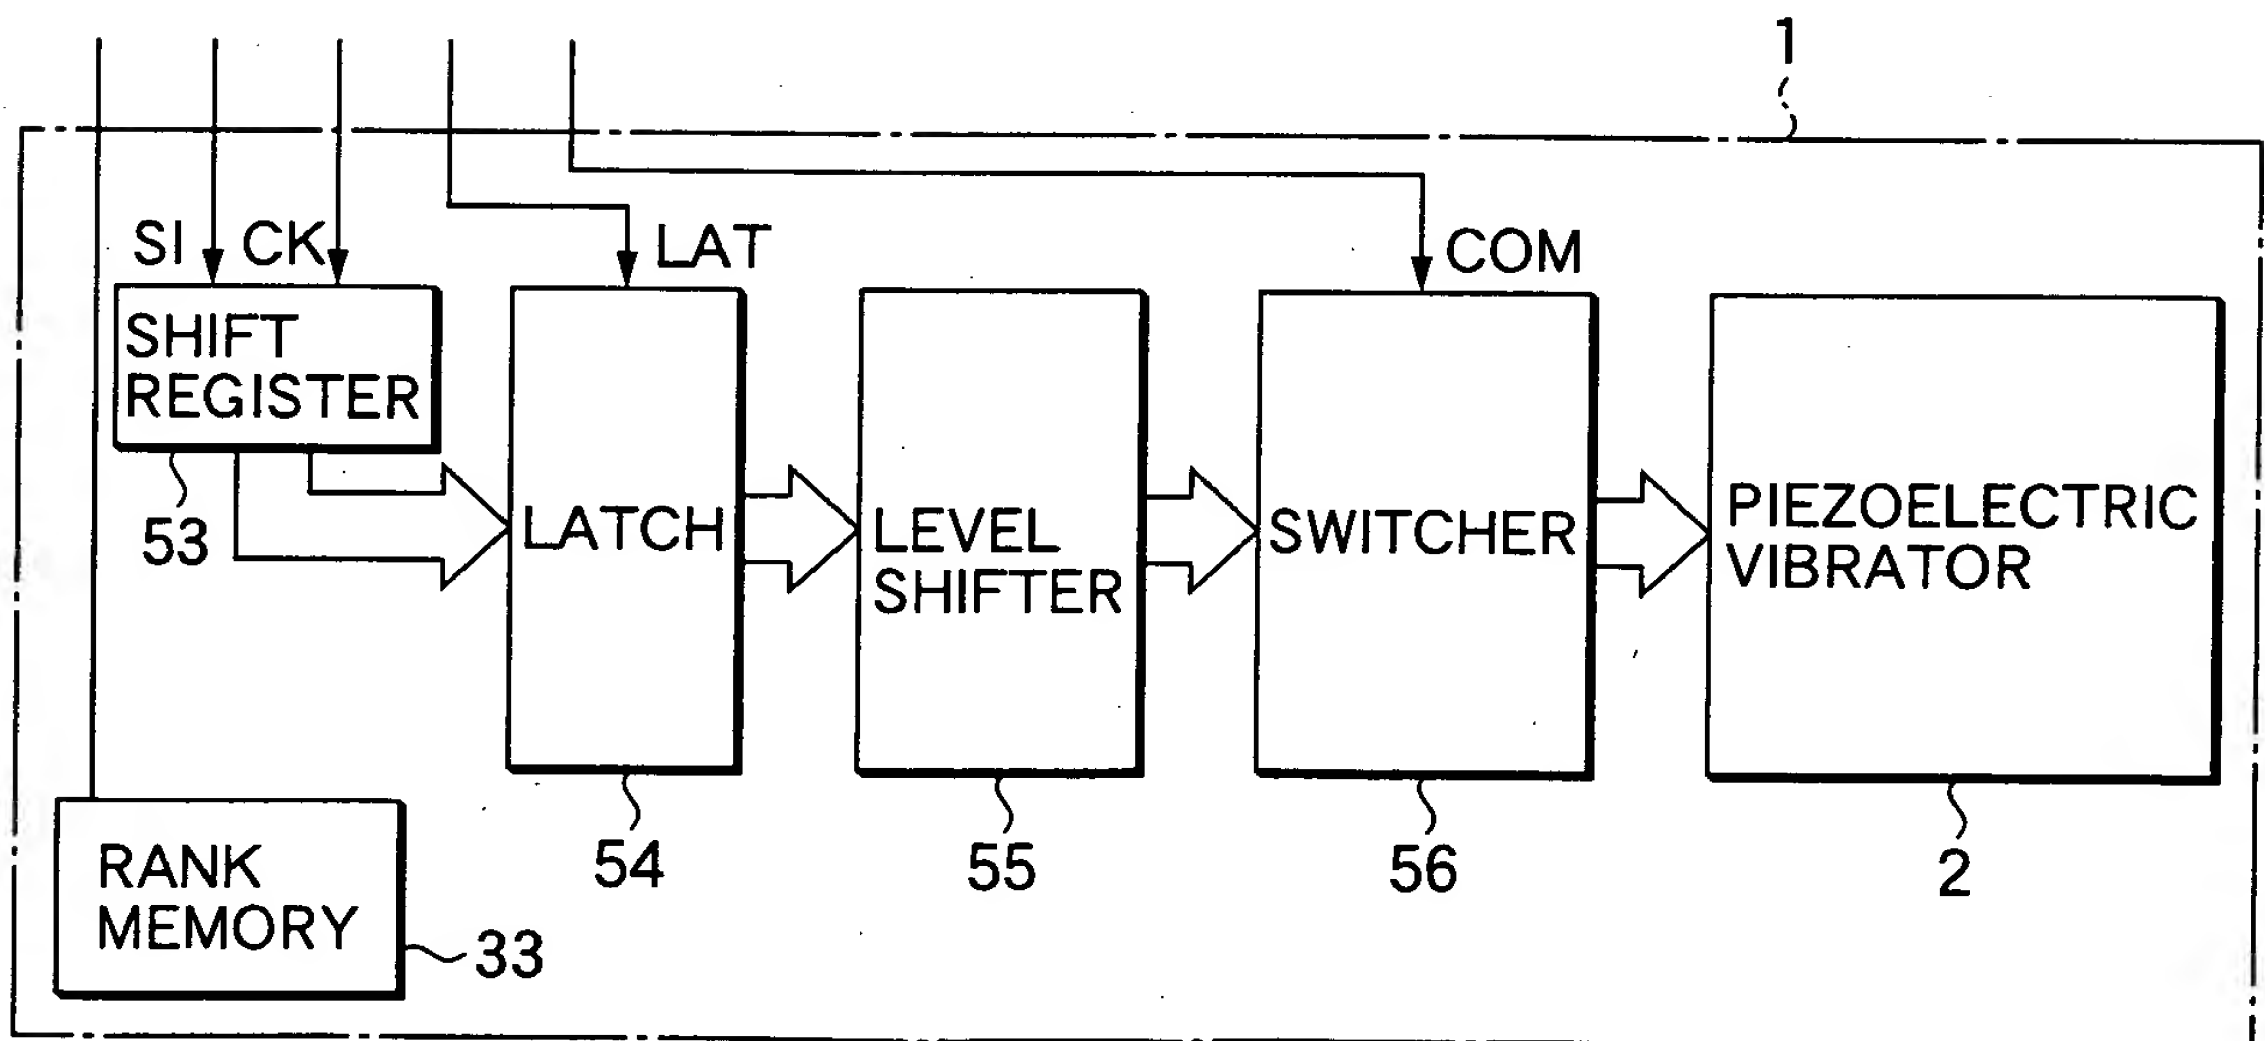 1
SI
CK
LAT
COM
SHIFT
REGISTER
53
LATCH
54
LEVEL
SHIFTER
55
SWITCHER
56
PIEZOELECTRIC
VIBRATOR
2
RANK
MEMORY
33